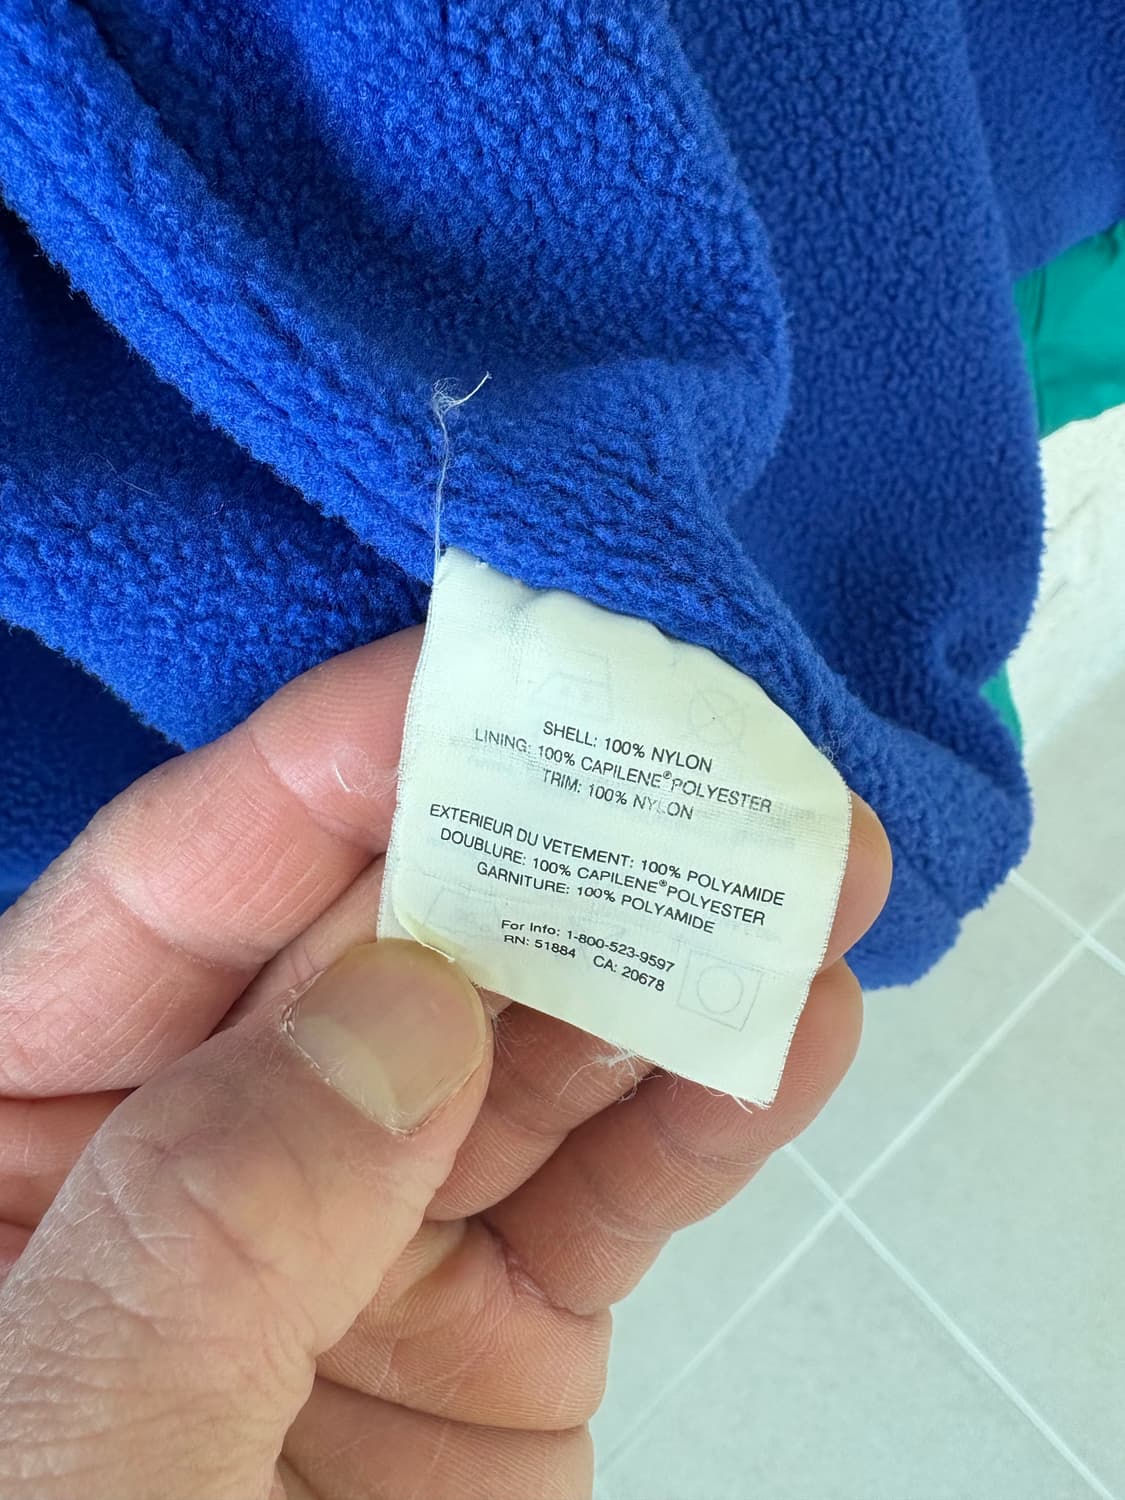 SHELL: 100% NYLON
LINING: 100% CAPILENE® POLYESTER
TRIM: 100% NYLON
EXTERIEUR DU VETEMENT: 100% POLYAMIDE
DOUBLURE: 100% CAPILENE® POLYESTER
GARNITURE: 100% POLYAMIDE
For Info: 1-800-523-9597
RN: 51884 CA: 20678